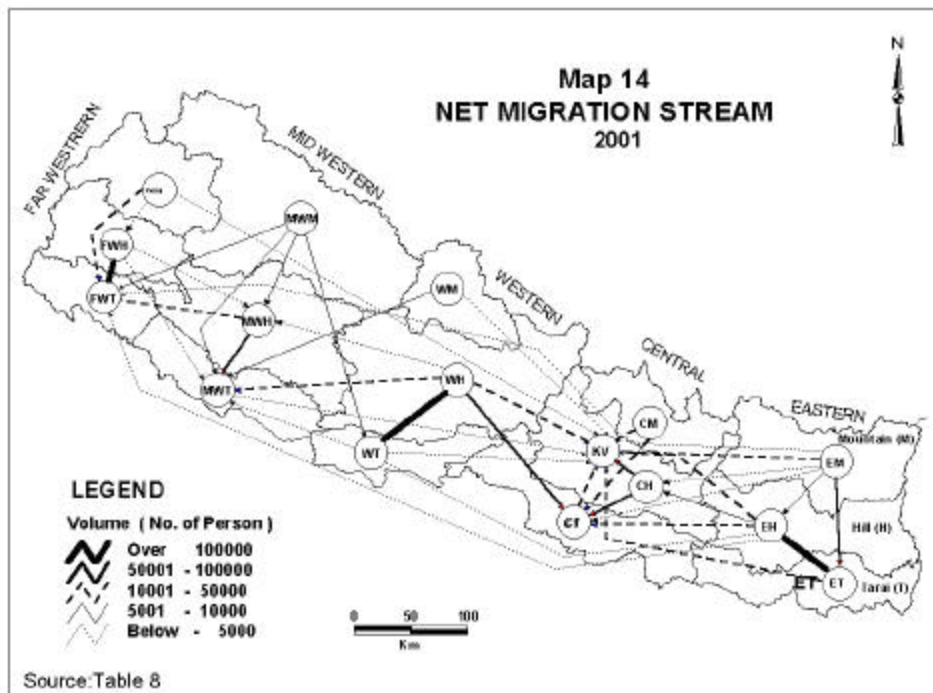 Map 14
NET MIGRATION STREAM
2001
N
FAR WESTRERN
MID WESTERN
WESTERN
CENTRAL
EASTERN
MWM
FWH
FWT
MWH
WM
MWT
WH
WT
CM
KV
CH
CT
EM
EH
ET
ET
Mountain (M)
Hill (H)
Tarai (T)
LEGEND
Volume ( No. of Person )
Over 100000
50001 - 100000
10001 - 50000
5001 - 10000
Below - 5000
0 50 100
Km
Source:Table 8